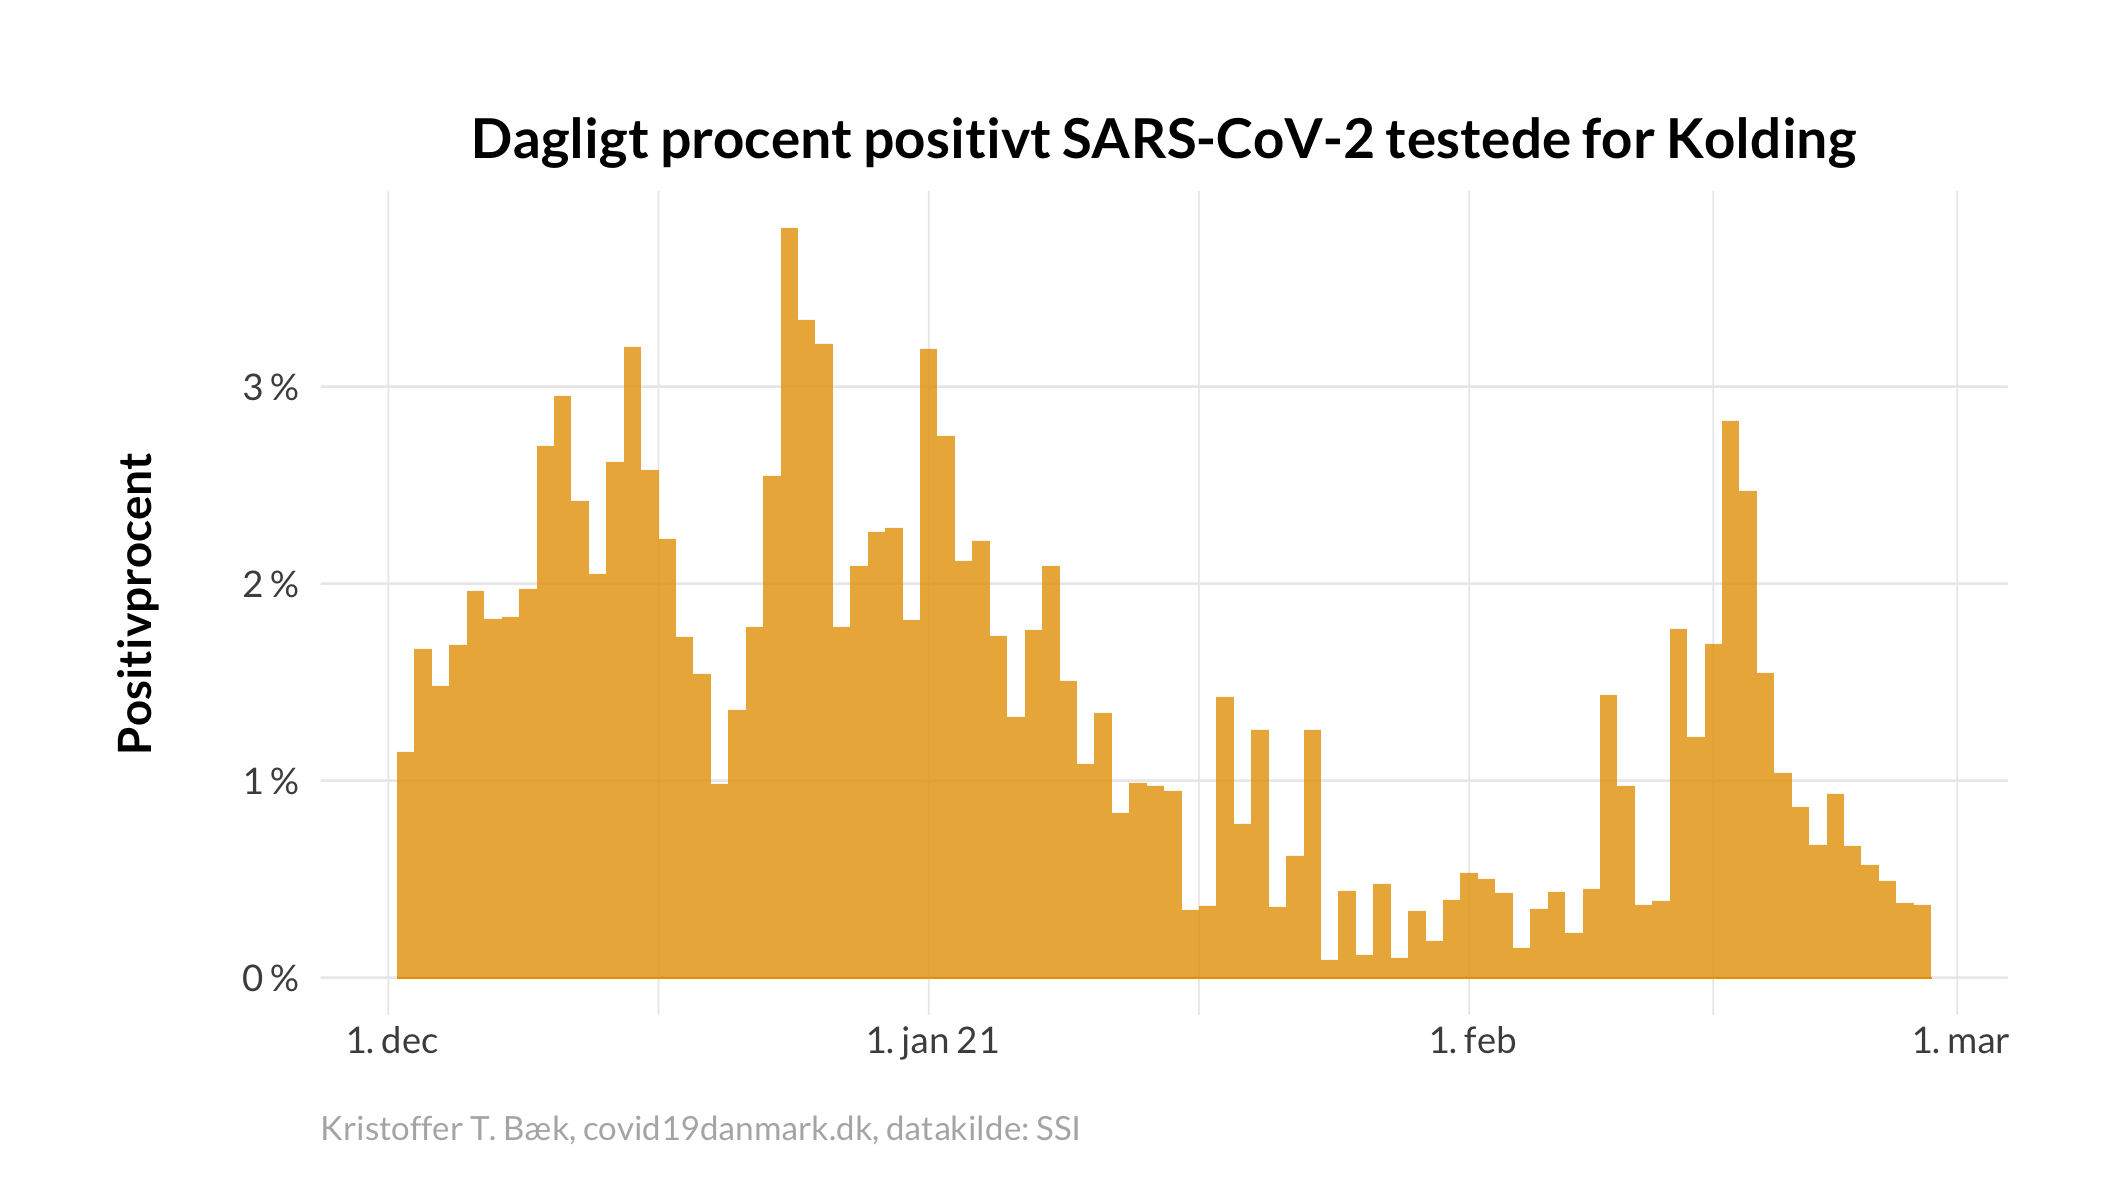 Dagligt procent positivt SARS-CoV-2 testede for Kolding
Positivprocent
3 %
2 %
1 %
0 %
1. dec
1. jan 21
1. feb
1. mar
Kristoffer T. Bæk, covid19danmark.dk, datakilde: SSI